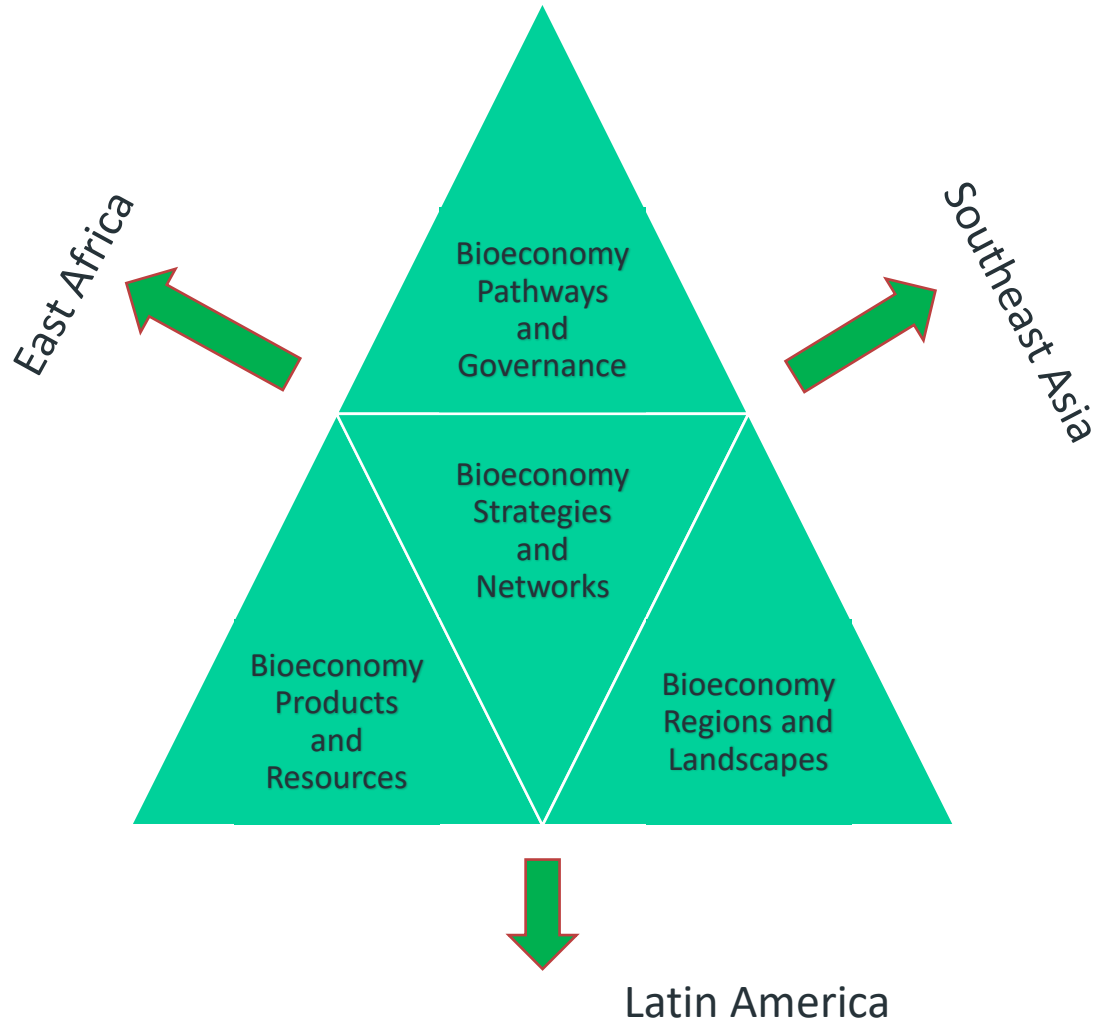 East Africa
Southeast Asia
Bioeconomy
Pathways
and
Governance
Bioeconomy
Strategies
and
Networks
Bioeconomy
Products
and
Resources
Bioeconomy
Regions and
Landscapes
Latin America